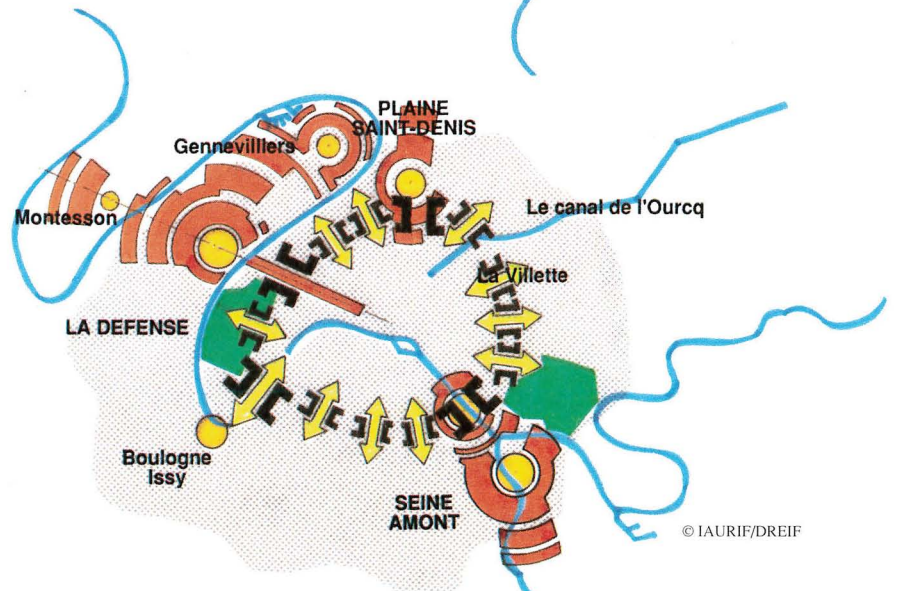 PLAINE
SAINT-DENIS
Gennevilliers
Montesson
Le canal de l'Ourcq
La Villette
LA DEFENSE
Boulogne
Issy
SEINE
AMONT
© IAURIF/DREIF